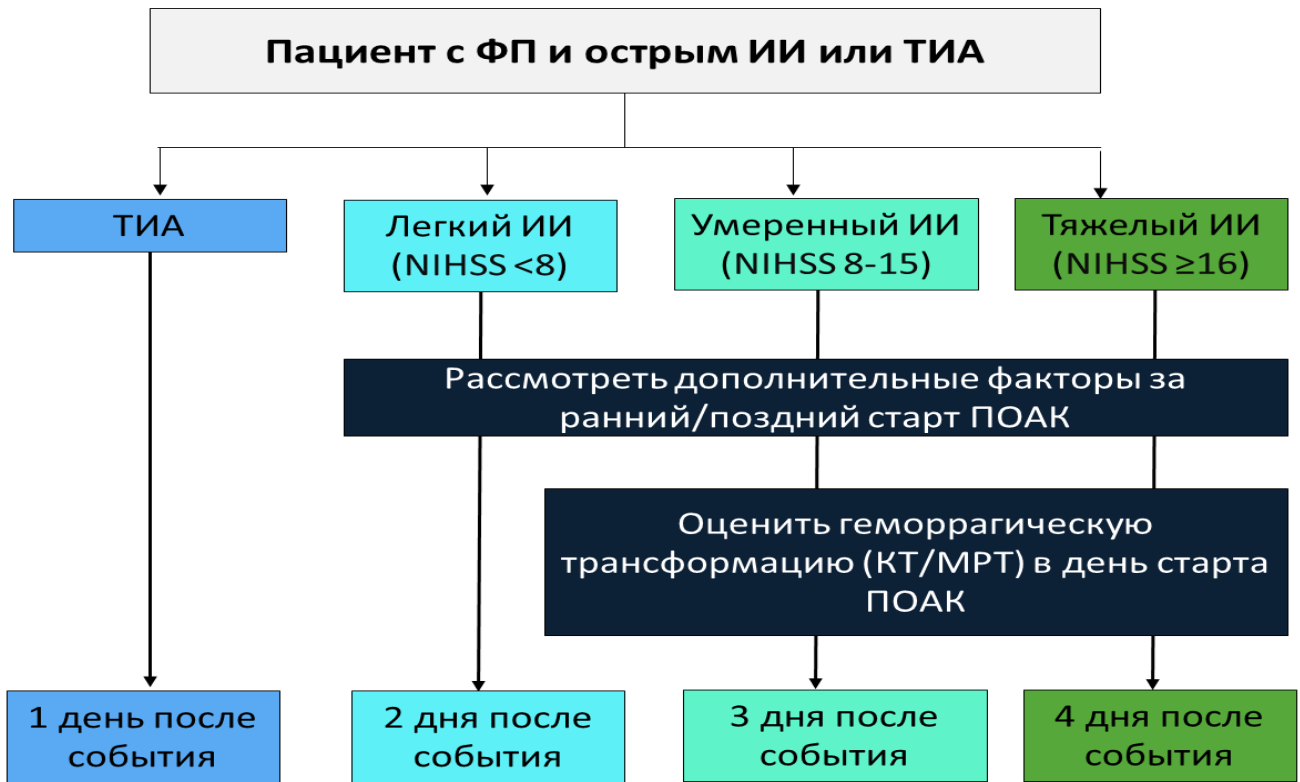 Пациент с ФП и острым ИИ или ТИА
ТИА
Легкий ИИ
(NIHSS <8)
Умеренный ИИ
(NIHSS 8-15)
Тяжелый ИИ
(NIHSS ≥16)
Рассмотреть дополнительные факторы за
ранний/поздний старт ПОАК
Оценить геморрагическую
трансформацию (КТ/МРТ) в день старта
ПОАК
1 день после
события
2 дня после
события
3 дня после
события
4 дня после
события